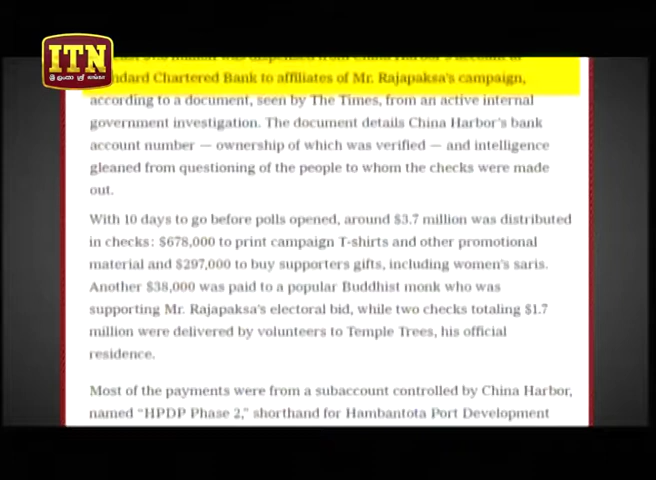 ITN
ndard Chartered Bank to affiliates of Mr. Rajapaksa's campaign,
according to a document, seen by The Times, from an active internal
government investigation. The document details China Harbor's bank
account number — ownership of which was verified — and intelligence
gleaned from questioning of the people to whom the checks were made
out.
With 10 days to go before polls opened, around $3.7 million was distributed
in checks: $678,000 to print campaign T-shirts and other promotional
material and $297,000 to buy supporters gifts, including women's saris.
Another $38,000 was paid to a popular Buddhist monk who was
supporting Mr. Rajapaksa's electoral bid, while two checks totaling $1.7
million were delivered by volunteers to Temple Trees, his official
residence.
Most of the payments were from a subaccount controlled by China Harbor,
named "HPDP Phase 2," shorthand for Hambantota Port Development